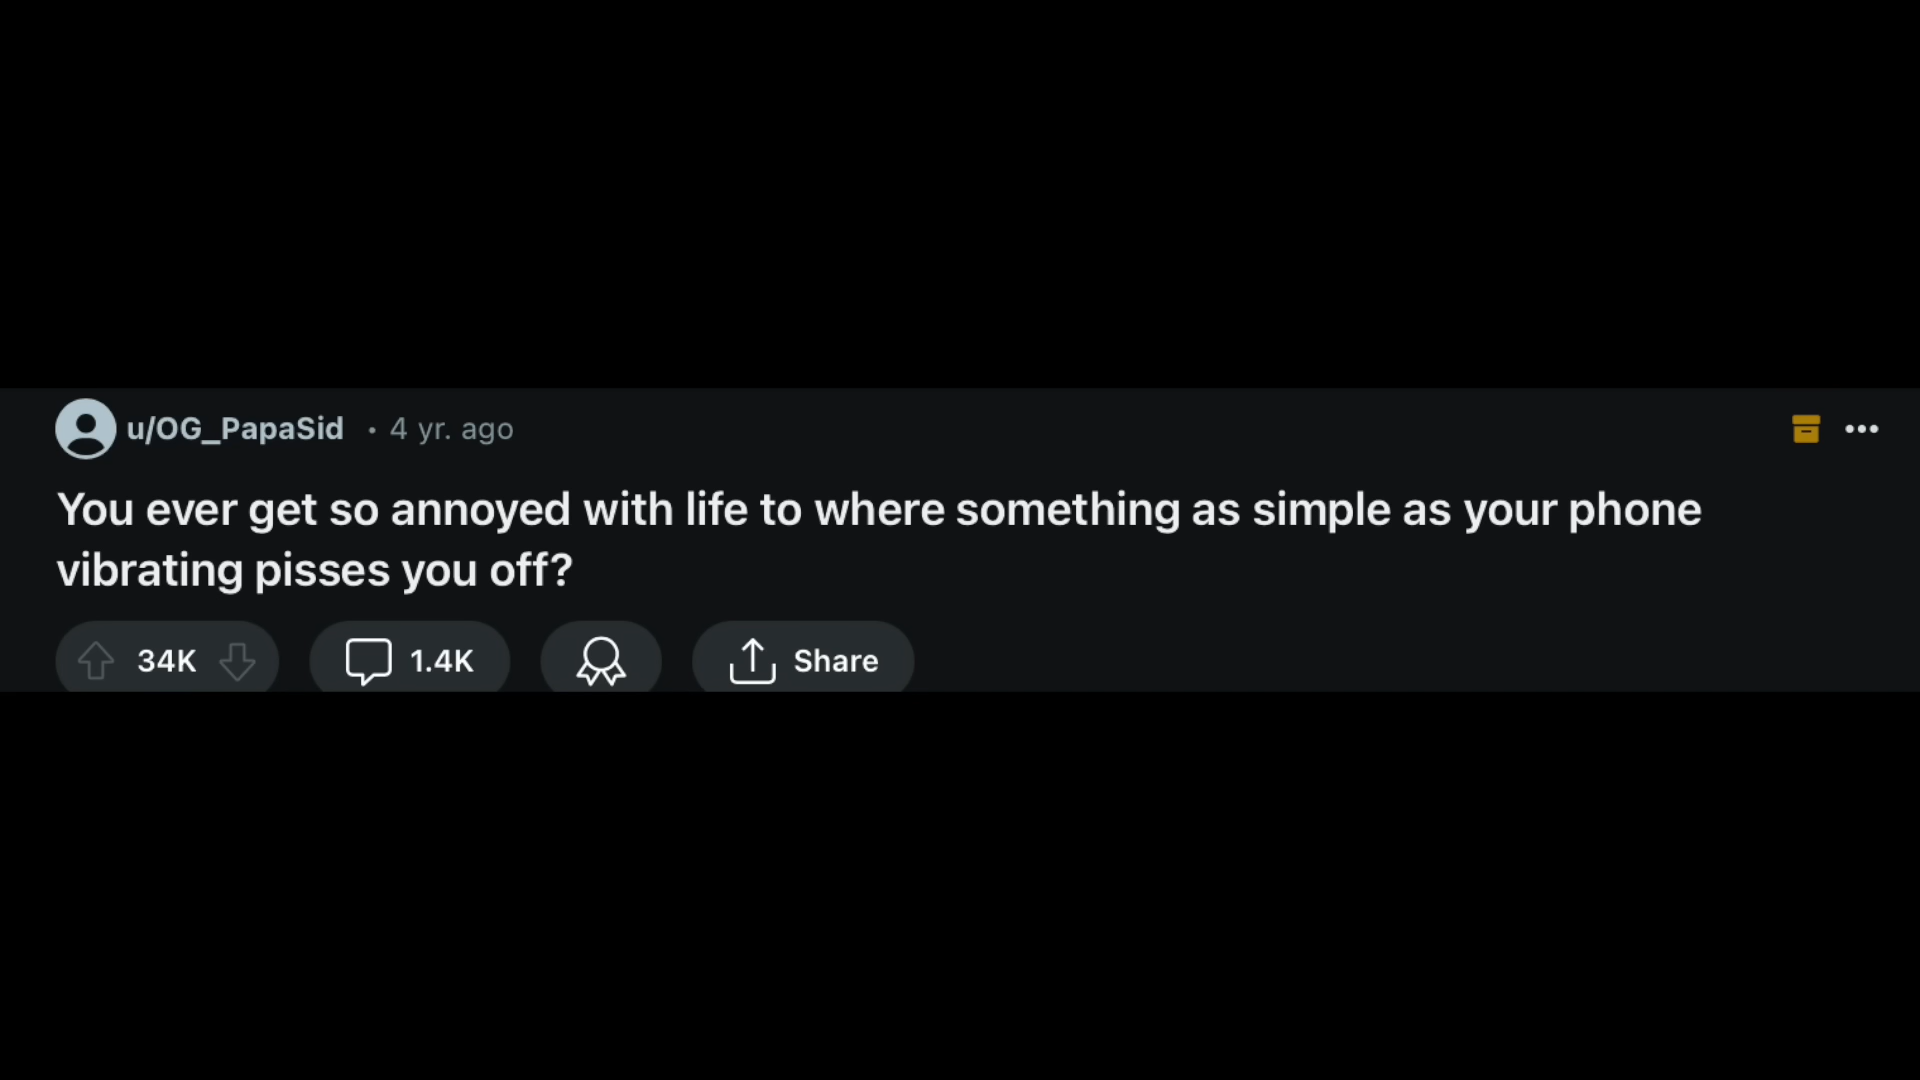 u/OG_PapaSid • 4 yr. ago
You ever get so annoyed with life to where something as simple as your phone
vibrating pisses you off?
34K 1.4K Share